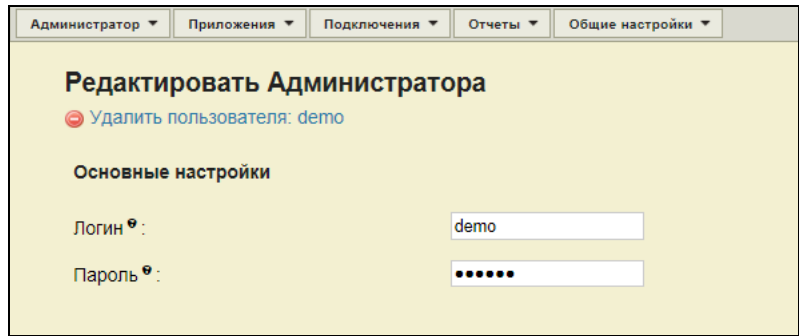 Администратор Приложения Подключения Отчеты Общие настройки
Редактировать Администратора
Удалить пользователя: demo
Основные настройки
Логин ? : demo
Пароль ? : ••••••